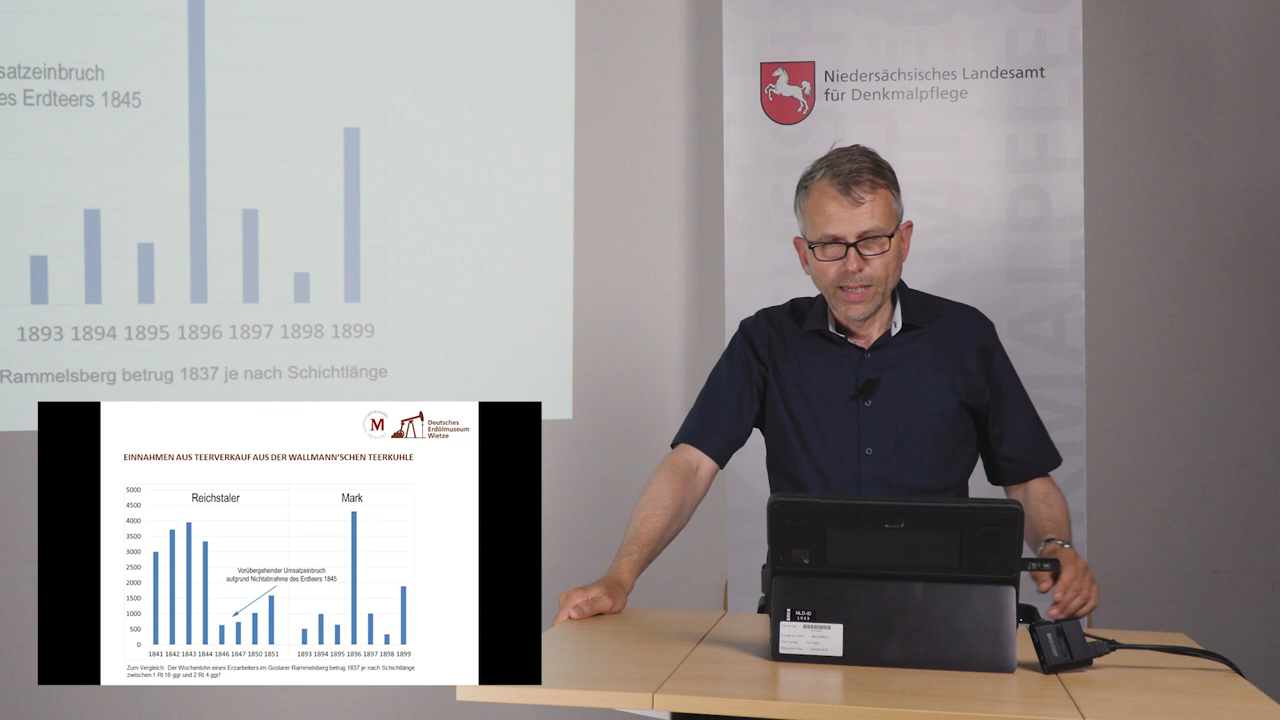 satzeinbruch
es Erdteers 1845
1893 1894 1895 1896 1897 1898 1899
Rammelsberg betrug 1837 je nach Schichtlänge
Niedersächsisches Landesamt
für Denkmalpflege
M
Deutsches
Erdölmuseum
Wietze
EINNAHMEN AUS TEERVERKAUF AUS DER WALLMANN'SCHEN TEERKUHLE
Reichstaler
Mark
5000
4500
4000
3500
3000
2500
2000
1500
1000
500
0
Vorübergehender Umsatzeinbruch
aufgrund Nichtabnahme des Erdteers 1845
1841 1842 1843 1844 1846 1847 1850 1851 1893 1894 1895 1896 1897 1898 1899
Zum Vergleich: Der Wochenlohn eines Erzarbeiters im Goslarer Rammelsberg betrug 1837 je nach Schichtlänge
zwischen 1 Rt 16 ggr und 2 Rt 4 ggr!
NLD-ID